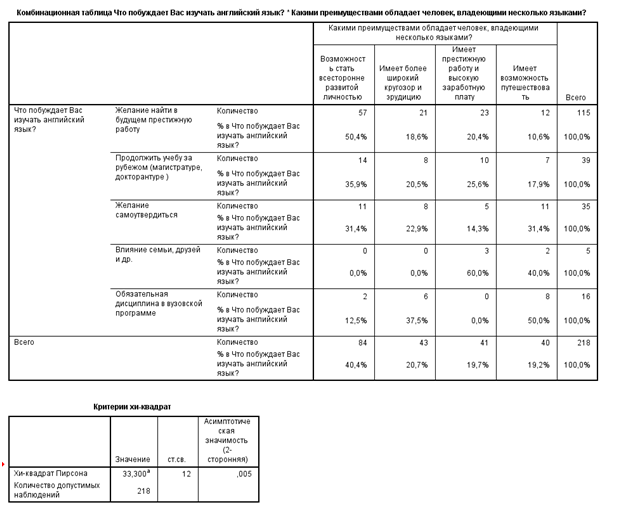 Комбинационная таблица Что побуждает Вас изучать английский язык? * Какими преимуществами обладает человек, владеющими несколько языками?
Какими преимуществами обладает человек, владеющими
несколько языками?
Возможност
ь стать
всесторонне
развитой
личностью
Имеет более
широкий
кругозор и
эрудицию
Имеет
престижную
работу и
высокую
заработную
плату
Имеет
возможность
путешествова
ть
Всего
Что побуждает Вас
изучать английский
язык?
Желание найти в
будущем престижную
работу
Количество 57 21 23 12 115
% в Что побуждает Вас
изучать английский
язык?
50,4% 18,6% 20,4% 10,6% 100,0%
Продолжить учебу за
рубежом (магистратуре,
докторантуре )
Количество 14 8 10 7 39
% в Что побуждает Вас
изучать английский
язык?
35,9% 20,5% 25,6% 17,9% 100,0%
Желание
самоутвердиться
Количество 11 8 5 11 35
% в Что побуждает Вас
изучать английский
язык?
31,4% 22,9% 14,3% 31,4% 100,0%
Влияние семьи, друзей
и др.
Количество 0 0 3 2 5
% в Что побуждает Вас
изучать английский
язык?
0,0% 0,0% 60,0% 40,0% 100,0%
Обязательная
дисциплина в вузовской
программе
Количество 2 6 0 8 16
% в Что побуждает Вас
изучать английский
язык?
12,5% 37,5% 0,0% 50,0% 100,0%
Всего
Количество 84 43 41 40 218
% в Что побуждает Вас
изучать английский
язык?
40,4% 20,7% 19,7% 19,2% 100,0%
Критерии хи-квадрат
Значение
ст.св.
Асимптотиче
ская
значимость
(2-
сторонняя)
Хи-квадрат Пирсона 33,300a 12 ,005
Количество допустимых
наблюдений
218